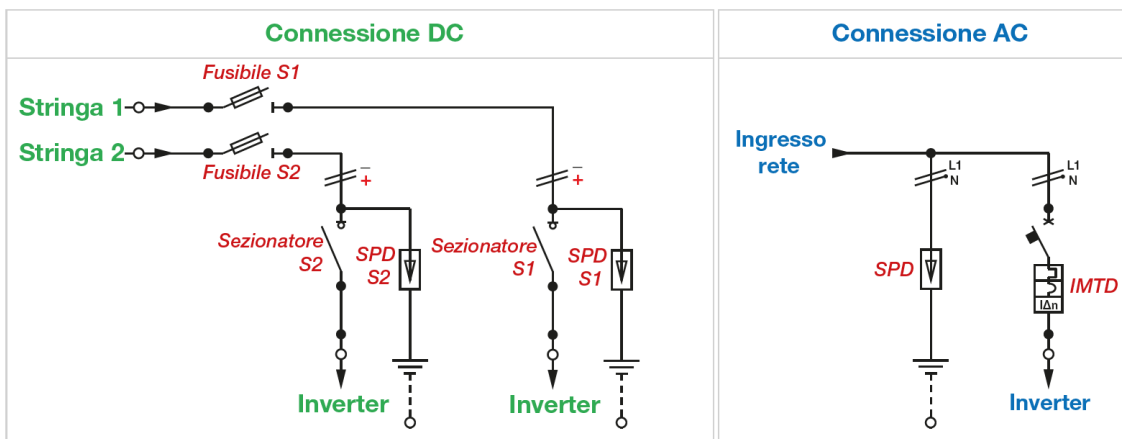 Connessione DC
Connessione AC
Fusibile S1
Stringa 1
Stringa 2
Fusibile S2
–
+
–
+
Sezionatore
S2
SPD
S2
Sezionatore
S1
SPD
S1
Inverter
Inverter
Ingresso
rete
L1
N
L1
N
SPD
IMTD
IΔn
Inverter